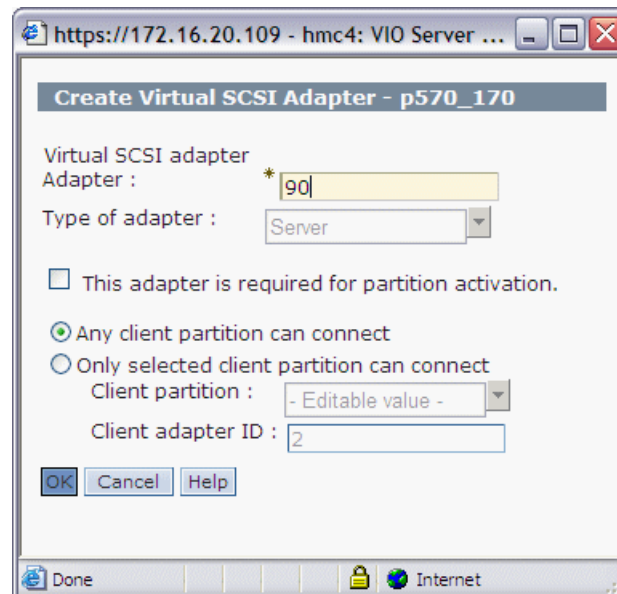 https://172.16.20.109 - hmc4: VIO Server ...
Create Virtual SCSI Adapter - p570_170
Virtual SCSI adapter
Adapter : * 90
Type of adapter : Server
This adapter is required for partition activation.
Any client partition can connect
Only selected client partition can connect
Client partition : - Editable value -
Client adapter ID : 2
OK Cancel Help
Done Internet